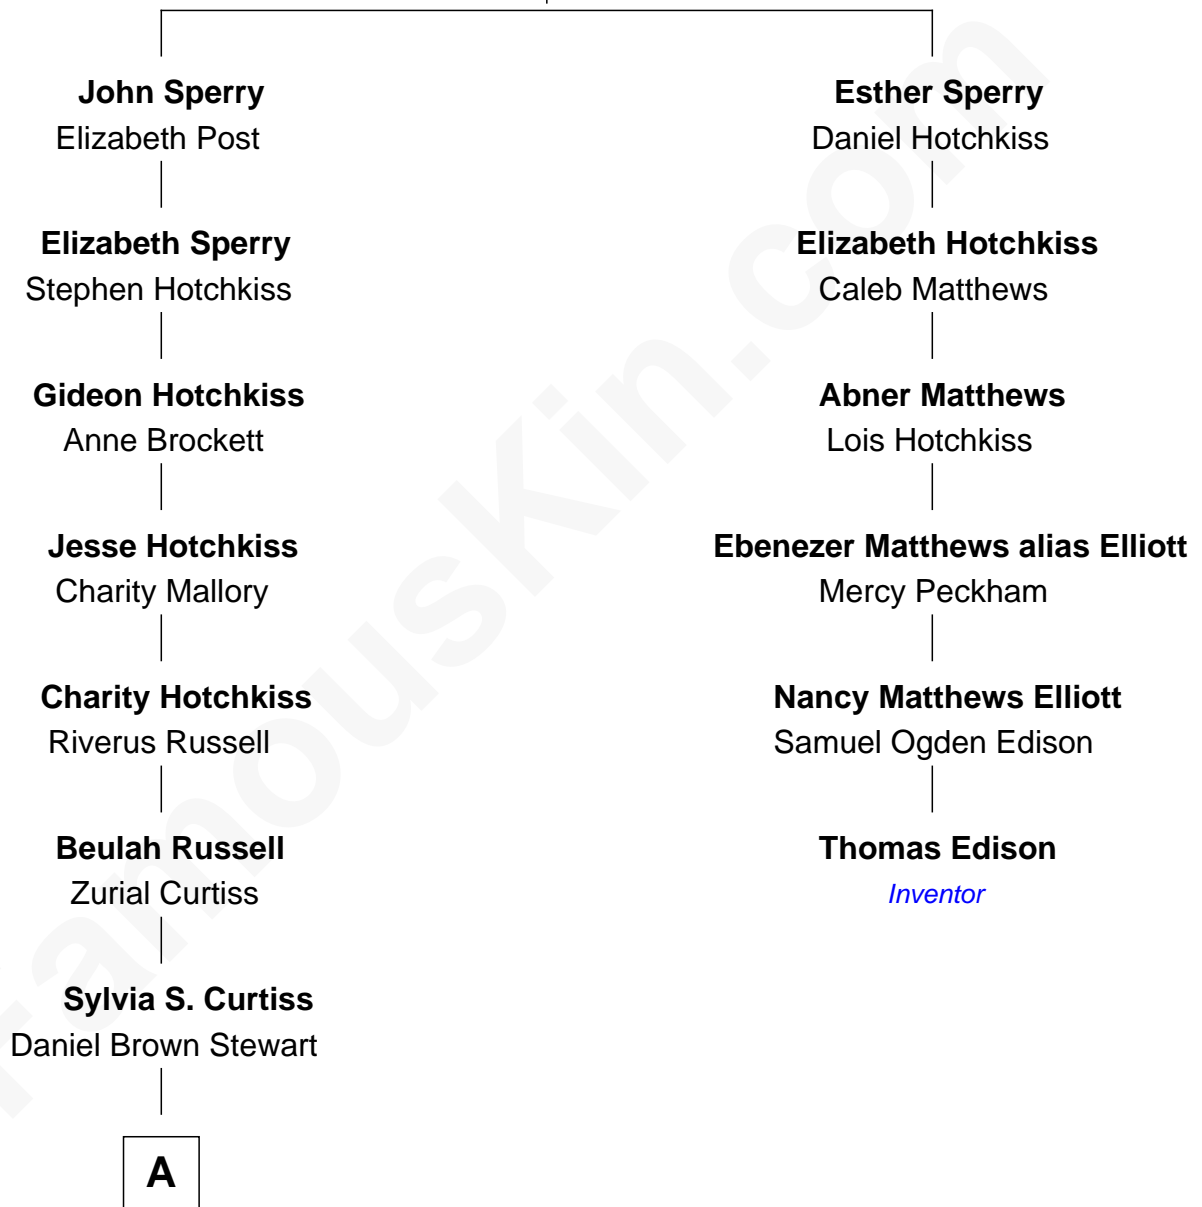 John Sperry
Elizabeth Post
Elizabeth Sperry
Stephen Hotchkiss
Gideon Hotchkiss
Anne Brockett
Jesse Hotchkiss
Charity Mallory
Charity Hotchkiss
Riverus Russell
Beulah Russell
Zurial Curtiss
Sylvia S. Curtiss
Daniel Brown Stewart
A
Esther Sperry
Daniel Hotchkiss
Elizabeth Hotchkiss
Caleb Matthews
Abner Matthews
Lois Hotchkiss
Ebenezer Matthews alias Elliott
Mercy Peckham
Nancy Matthews Elliott
Samuel Ogden Edison
Thomas Edison
Inventor
FamousKin.com